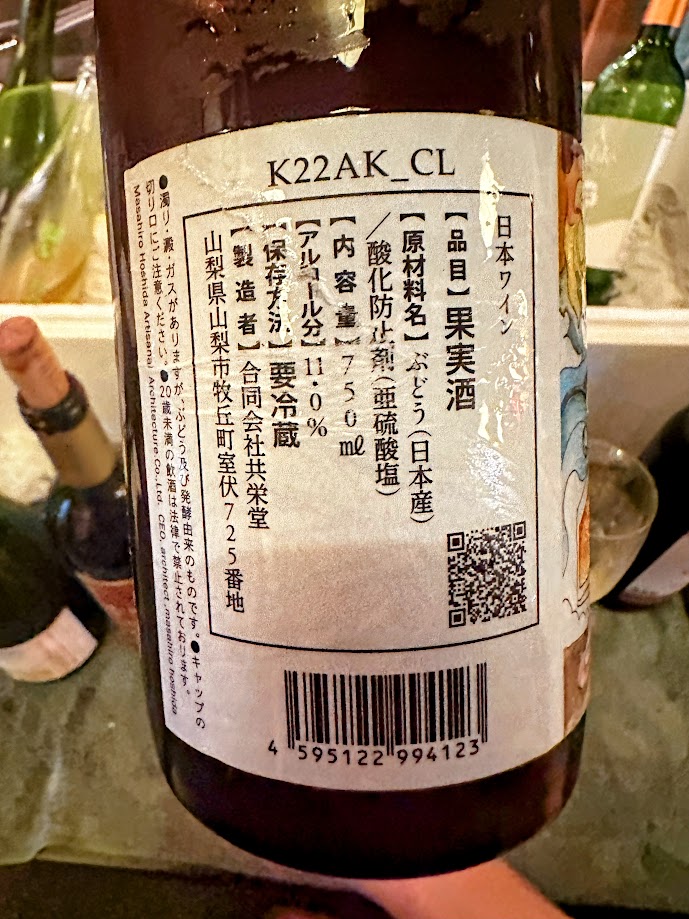 K22AK_CL
日本ワイン
【品目】果実酒
【原材料名】ぶどう(日本産)
／酸化防止剤(亜硫酸塩)
【内容量】750㎖
【アルコール分】11.0%
【保存方法】要冷蔵
【製造者】合同会社共栄堂
山梨県山梨市牧丘町室伏725番地
●濁り・澱・ガスがありますが、ぶどう及び発酵由来のものです。●キャップの
切り口にご注意ください。●20歳未満の飲酒は法律で禁止されております。
Masahiro Hoshida Artisanal Architecture.Co.,Ltd. CEO. architect .masahiro hoshida
4 595122 994123